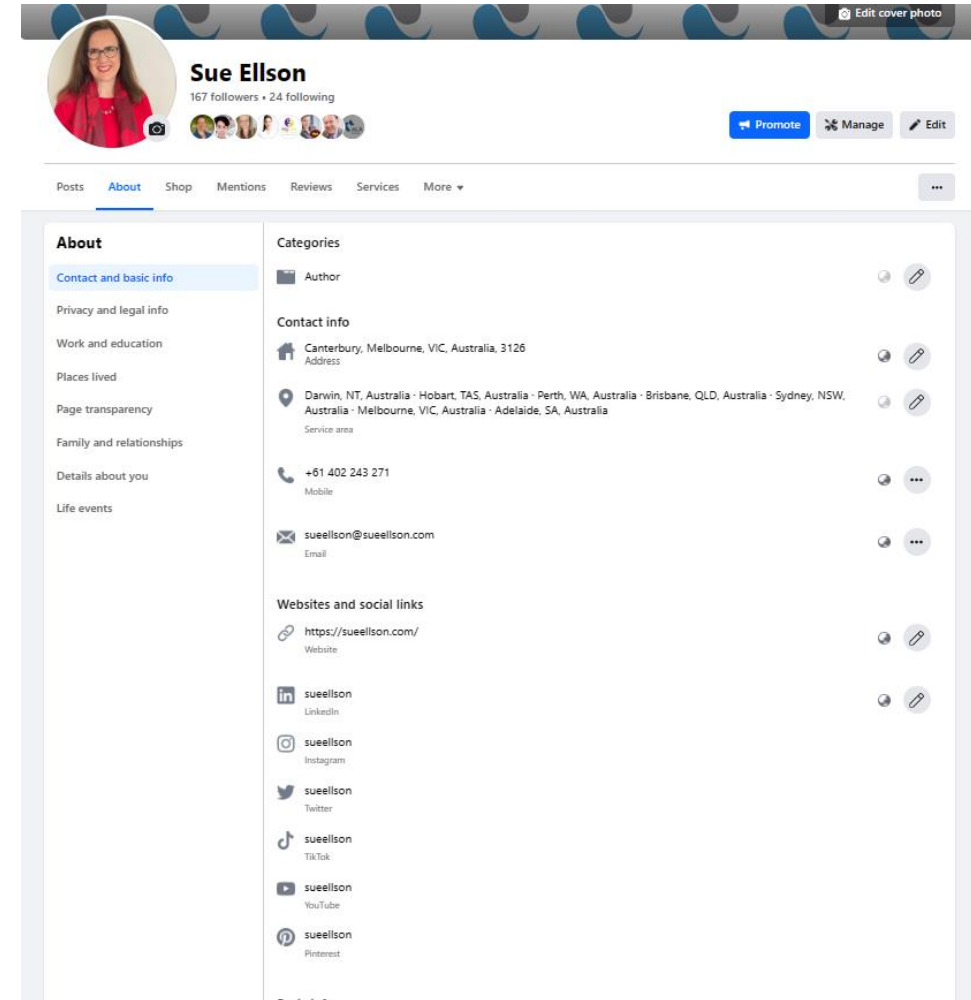 Edit cover photo
Sue Ellson
167 followers • 24 following
Promote
Manage
Edit
Posts
About
Shop
Mentions
Reviews
Services
More
About
Contact and basic info
Privacy and legal info
Work and education
Places lived
Page transparency
Family and relationships
Details about you
Life events
Categories
Author
Contact info
Canterbury, Melbourne, VIC, Australia, 3126
Address
Darwin, NT, Australia · Hobart, TAS, Australia · Perth, WA, Australia · Brisbane, QLD, Australia · Sydney, NSW,
Australia · Melbourne, VIC, Australia · Adelaide, SA, Australia
Service area
+61 402 243 271
Mobile
sueellson@sueellson.com
Email
Websites and social links
https://sueellson.com/
Website
in
sueellson
LinkedIn
sueellson
Instagram
sueellson
Twitter
sueellson
TikTok
sueellson
YouTube
sueellson
Pinterest